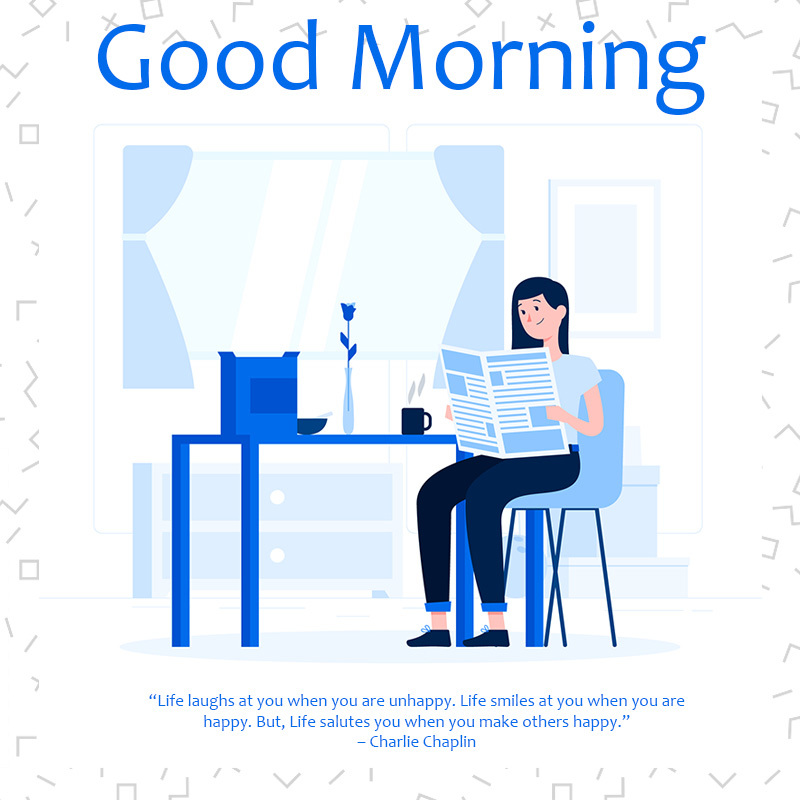 Good Morning
“Life laughs at you when you are unhappy. Life smiles at you when you are
happy. But, Life salutes you when you make others happy.”
– Charlie Chaplin